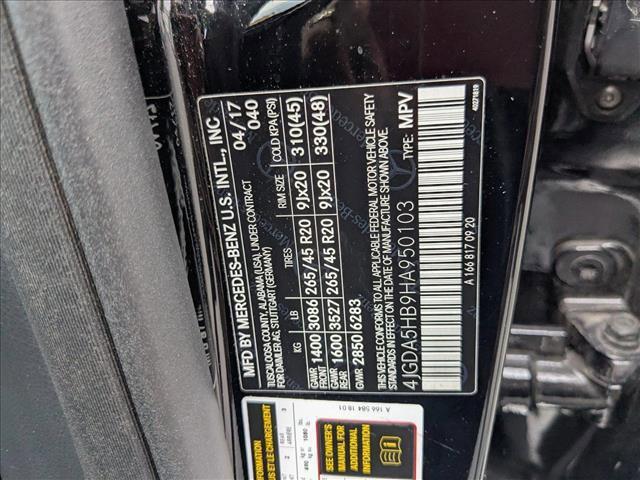 MFD BY MERCEDES-BENZ U.S. INTL., INC
TUSCALOOSA COUNTY, ALABAMA (USA), UNDER CONTRACT
FOR DAIMLER AG, STUTTGART (GERMANY)
04/17
040
KG LB TIRES RIM SIZE COLD KPA(PSI)
GAWR 1400 3086 265/45 R20 9Jx20 310(45)
GAWR REAR 1600 3527 265/45 R20 9Jx20 330(48)
GVWR 2850 6283
THIS VEHICLE CONFORMS TO ALL APPLICABLE FEDERAL MOTOR VEHICLE SAFETY
STANDARDS IN EFFECT ON THE DATE OF MANUFACTURE SHOWN ABOVE.
4JGDA5HB9HA950103 TYPE: MPV
A 166 817 09 20
40271819
A 166 584 18 01
SEE OWNER'S
MANUAL FOR
ADDITIONAL
INFORMATION
REAR 3
ARRIÈRE